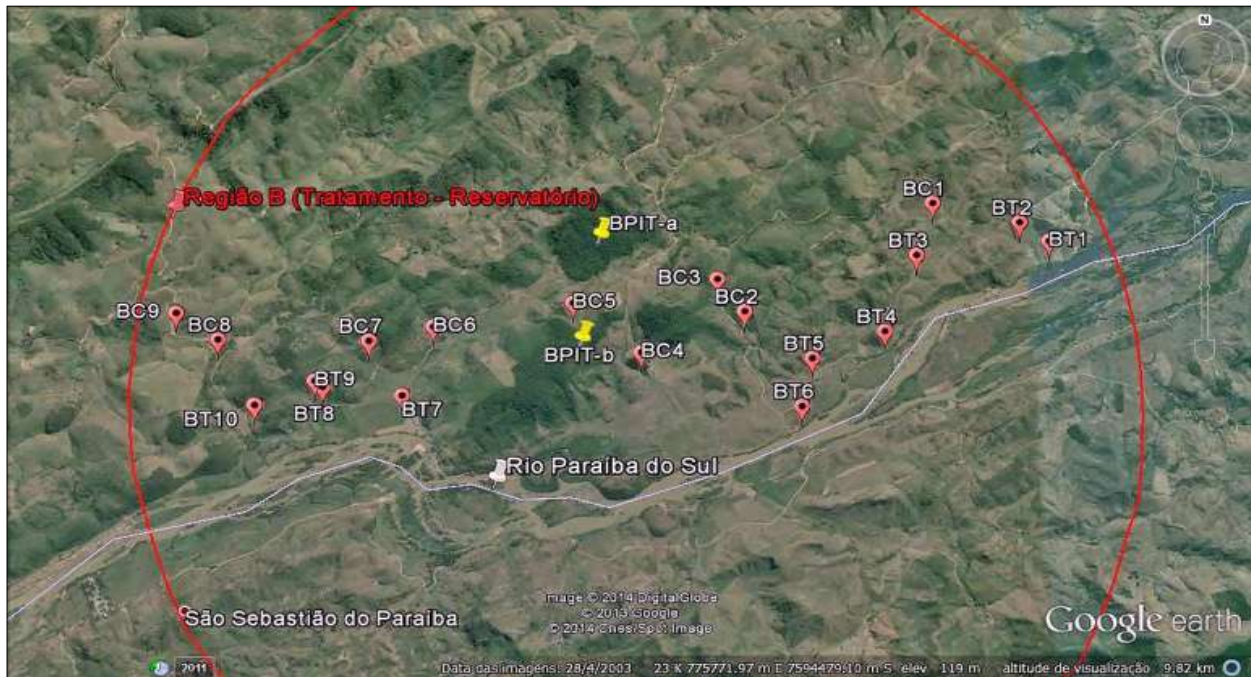 N
Região B (Tratamento - Reservatório)
BPIT-a
BC1
BT2
BT1
BT3
BC3
BC2
BC5
BC9
BC8
BC7
BC6
BPIT-b
BC4
BT4
BT5
BT9
BT8
BT7
BT10
BT6
Rio Paraíba do Sul
São Sebastião do Paraíba
Image © 2014 DigitalGlobe
© 2013 Google
© 2014 Cnes/Spot Image
Google earth
2011
Data das imagens: 28/4/2003 23 K 775771.97 m E 7594479.10 m S elev 119 m altitude de visualização 9.82 km